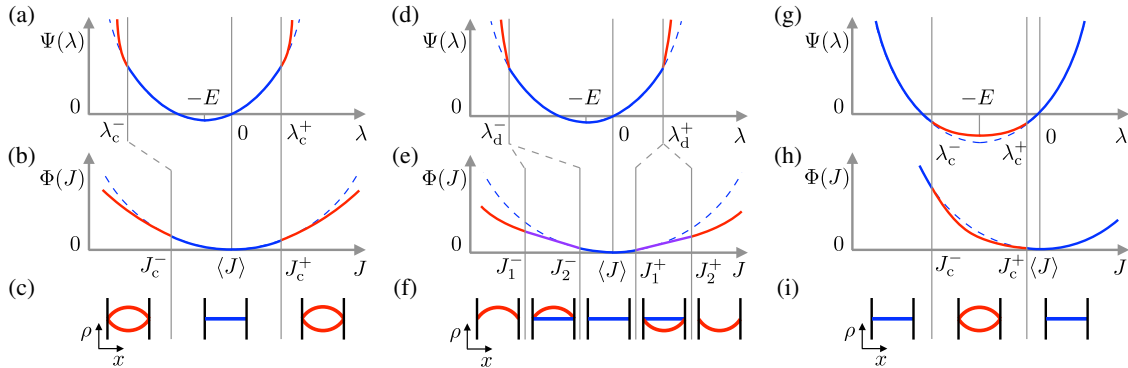 (a) (d) (g)
Ψ(λ) Ψ(λ) Ψ(λ)
−E −E −E
0 0 0
0 0 0
λ_c^− λ_c^+ λ λ_d^− λ_d^+ λ λ_c^− λ_c^+ λ
(b) (e) (h)
Φ(J) Φ(J) Φ(J)
0 0 0
J_c^− ⟨J⟩ J_c^+ J J_1^− J_2^− ⟨J⟩ J_1^+ J_2^+ J J_c^− J_c^+ ⟨J⟩ J
(c) (f) (i)
ρ ρ ρ
x x x